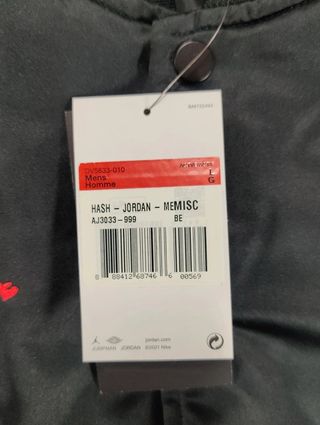 DV5633-010
Mens
Homme
L
G
HASH – JORDAN – MEMISC
AJ3033-999
BE
8 88412 68746 6 00569
JUMPMAN
JORDAN
jordan.com
©2021 Nike